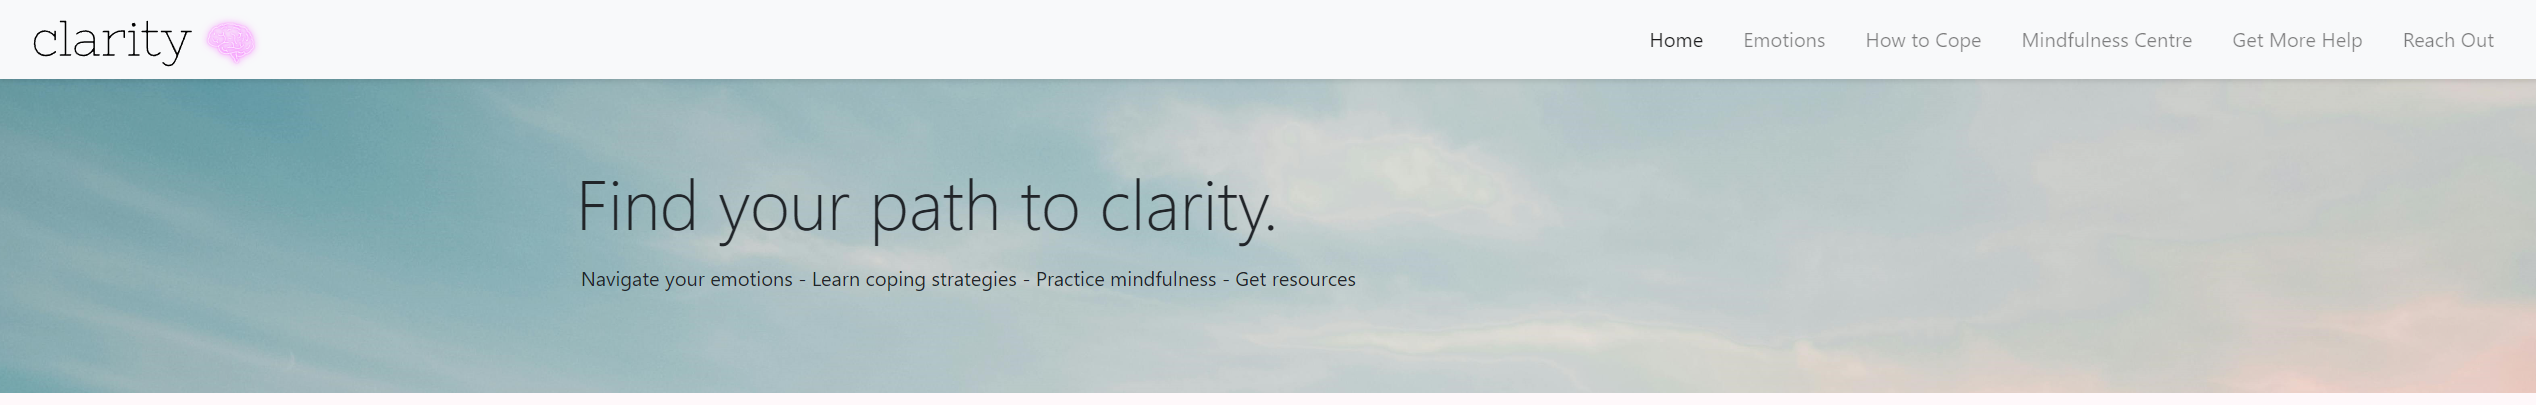 clarity
Home Emotions How to Cope Mindfulness Centre Get More Help Reach Out
Find your path to clarity.
Navigate your emotions - Learn coping strategies - Practice mindfulness - Get resources